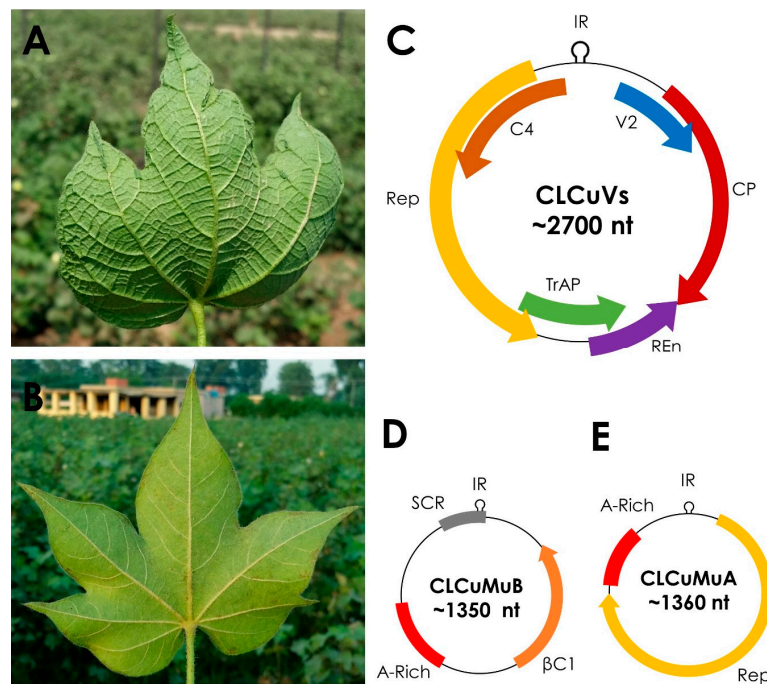 A
B
C
IR
C4
V2
Rep
CP
CLCuVs
~2700 nt
TrAP
REn
D
IR
SCR
CLCuMuB
~1350 nt
A-Rich
βC1
E
IR
A-Rich
CLCuMuA
~1360 nt
Rep